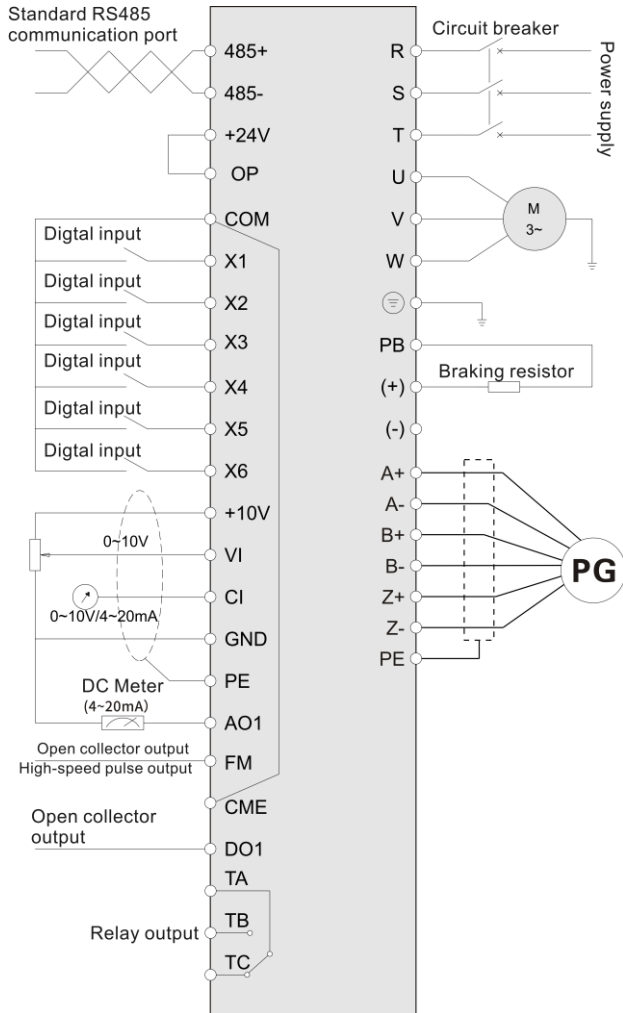 Standard RS485
communication port
485+
485-
+24V
OP
COM
Digtal input
X1
Digtal input
X2
Digtal input
X3
Digtal input
X4
Digtal input
X5
Digtal input
X6
+10V
0~10V
VI
CI
0~10V/4~20mA
GND
PE
DC Meter
(4~20mA)
AO1
Open collector output
High-speed pulse output
FM
CME
Open collector
output
DO1
TA
TB
Relay output
TC
Circuit breaker
R
S
T
Power supply
U
V
W
M
3~
PB
Braking resistor
(+)
(-)
A+
A-
B+
B-
Z+
Z-
PE
PG